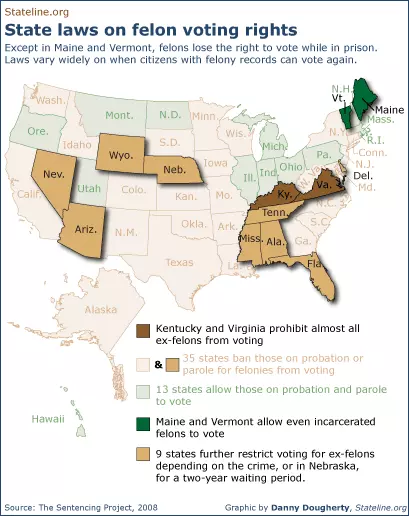 Stateline.org
State laws on felon voting rights
Except in Maine and Vermont, felons lose the right to vote while in prison.
Laws vary widely on when citizens with felony records can vote again.
Wash.
Mont.
N.D.
Minn.
N.H.
Vt.
Maine
Mass.
Ore.
Idaho
S.D.
Wis.
Mich.
N.Y.
R.I.
Conn.
Wyo.
Iowa
Pa.
N.J.
Nev.
Neb.
Ill.
Ind.
Ohio
Del.
Md.
Utah
Colo.
Kan.
Mo.
Ky.
W.V.
Va.
Calif.
Tenn.
N.C.
Ariz.
N.M.
Okla.
Ark.
S.C.
Miss.
Ala.
Ga.
Texas
La.
Fla.
Alaska
Hawaii
Kentucky and Virginia prohibit almost all
ex-felons from voting
& 35 states ban those on probation or
parole for felonies from voting
13 states allow those on probation and parole
to vote
Maine and Vermont allow even incarcerated
felons to vote
9 states further restrict voting for ex-felons
depending on the crime, or in Nebraska,
for a two-year waiting period.
Source: The Sentencing Project, 2008
Graphic by Danny Dougherty, Stateline.org